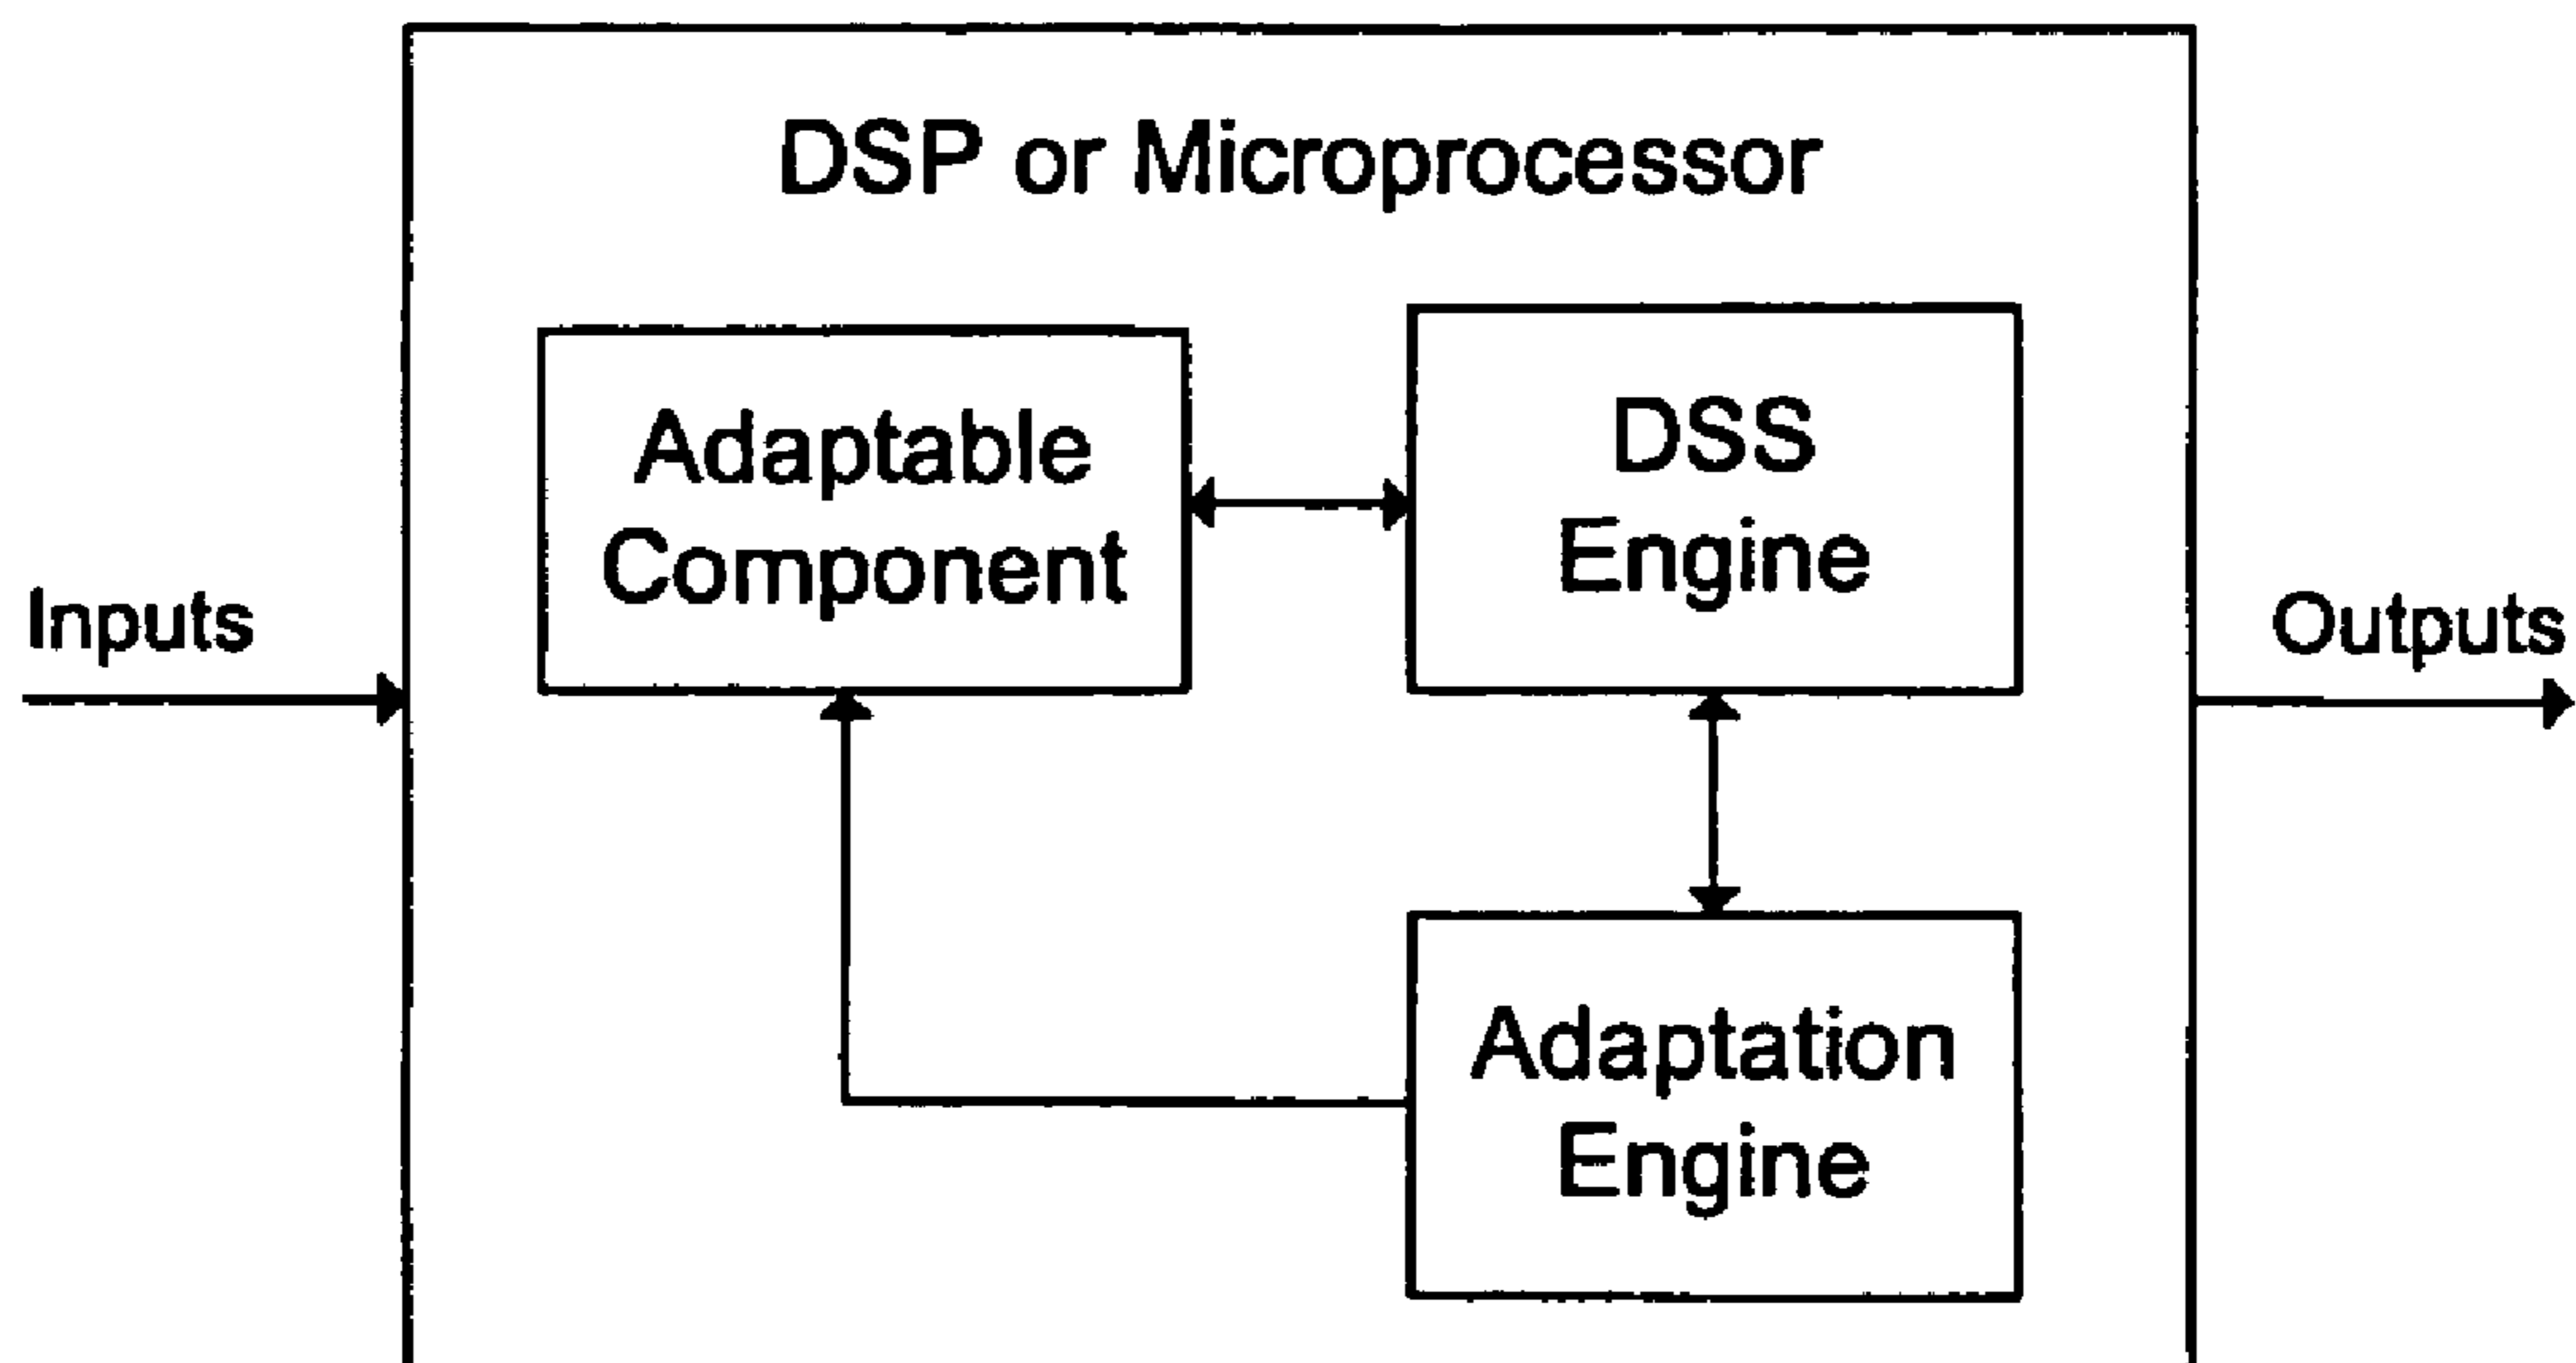 DSP or Microprocessor
Adaptable
Component
DSS
Engine
Inputs
Outputs
Adaptation
Engine